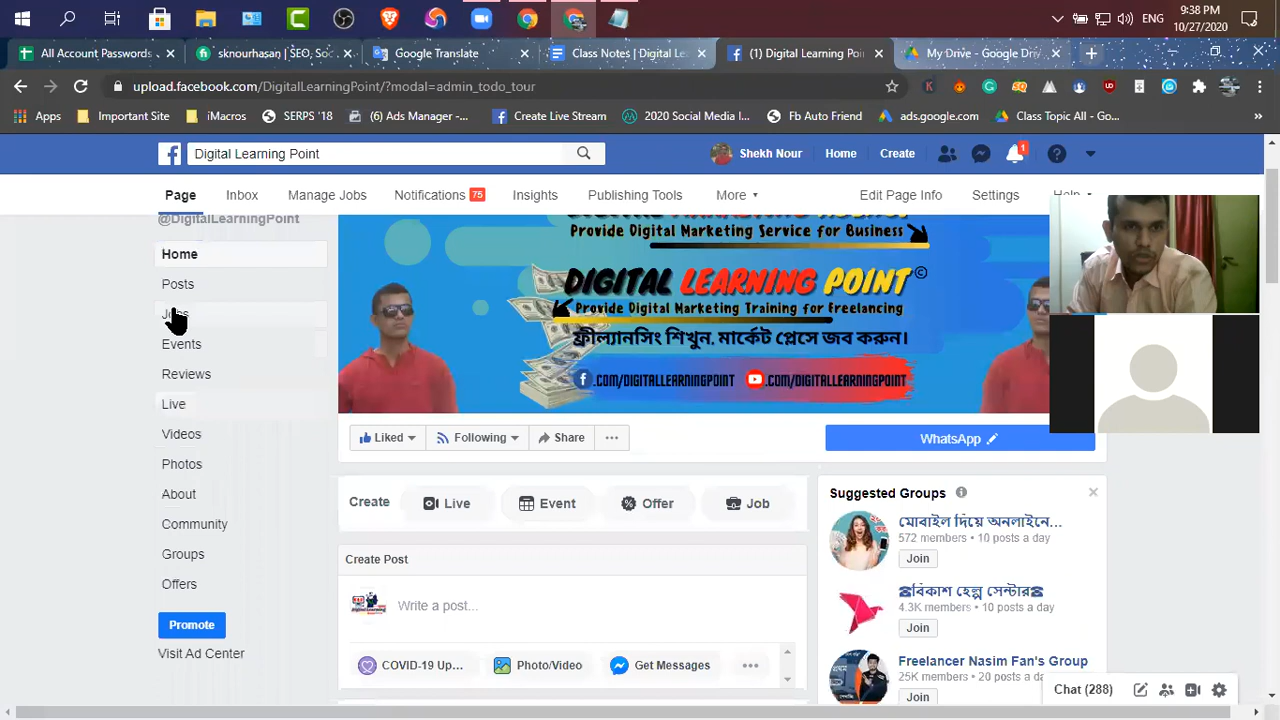 9:38 PM
ENG
10/27/2020
All Account Passwords -
sknourhasan | SEO, Soc
Google Translate
Class Notes | Digital Le
(1) Digital Learning Poin
My Drive - Google Driv
upload.facebook.com/DigitalLearningPoint/?modal=admin_todo_tour
Apps
Important Site
iMacros
SERPS '18
(6) Ads Manager -...
Create Live Stream
2020 Social Media I...
Fb Auto Friend
ads.google.com
Class Topic All - Go...
Digital Learning Point
Shekh Nour
Home
Create
1
Page
Inbox
Manage Jobs
Notifications 75
Insights
Publishing Tools
More
Edit Page Info
Settings
Help
@DigitalLearningPoint
Home
Posts
Events
Reviews
Live
Videos
Photos
About
Community
Groups
Offers
Promote
Visit Ad Center
Provide Digital Marketing Service for Business
DIGITAL LEARNING POINT©
Provide Digital Marketing Training for Freelancing
ফ্রীল্যানসিং শিখুন, মার্কেট প্লেসে জব করুন।
.COM/DIGITALLEARNINGPOINT
.COM/DIGITALLEARNINGPOINT
Liked
Following
Share
WhatsApp
Create
Live
Event
Offer
Job
Create Post
Write a post...
COVID-19 Up...
Photo/Video
Get Messages
Suggested Groups
মোবাইল দিয়ে অনলাইনে...
572 members • 10 posts a day
Join
☎বিকাশ হেল্প সেন্টার☎
4.3K members • 10 posts a day
Join
Freelancer Nasim Fan's Group
25K members • 20 posts a day
Join
Chat (288)